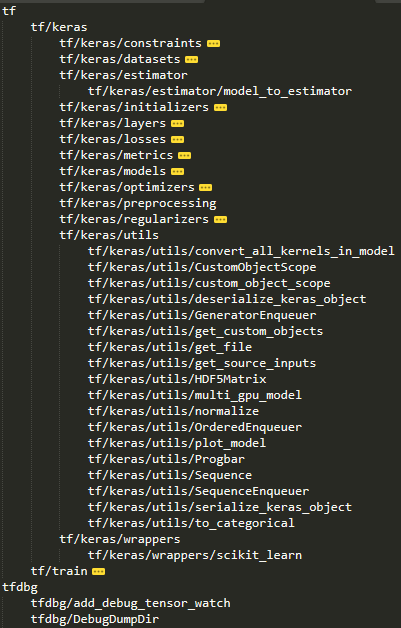 tf
tf/keras
tf/keras/constraints
tf/keras/datasets
tf/keras/estimator
tf/keras/estimator/model_to_estimator
tf/keras/initializers
tf/keras/layers
tf/keras/losses
tf/keras/metrics
tf/keras/models
tf/keras/optimizers
tf/keras/preprocessing
tf/keras/regularizers
tf/keras/utils
tf/keras/utils/convert_all_kernels_in_model
tf/keras/utils/CustomObjectScope
tf/keras/utils/custom_object_scope
tf/keras/utils/deserialize_keras_object
tf/keras/utils/GeneratorEnqueuer
tf/keras/utils/get_custom_objects
tf/keras/utils/get_file
tf/keras/utils/get_source_inputs
tf/keras/utils/HDF5Matrix
tf/keras/utils/multi_gpu_model
tf/keras/utils/normalize
tf/keras/utils/OrderedEnqueuer
tf/keras/utils/plot_model
tf/keras/utils/Progbar
tf/keras/utils/Sequence
tf/keras/utils/SequenceEnqueuer
tf/keras/utils/serialize_keras_object
tf/keras/utils/to_categorical
tf/keras/wrappers
tf/keras/wrappers/scikit_learn
tf/train
tfdbg
tfdbg/add_debug_tensor_watch
tfdbg/DebugDumpDir